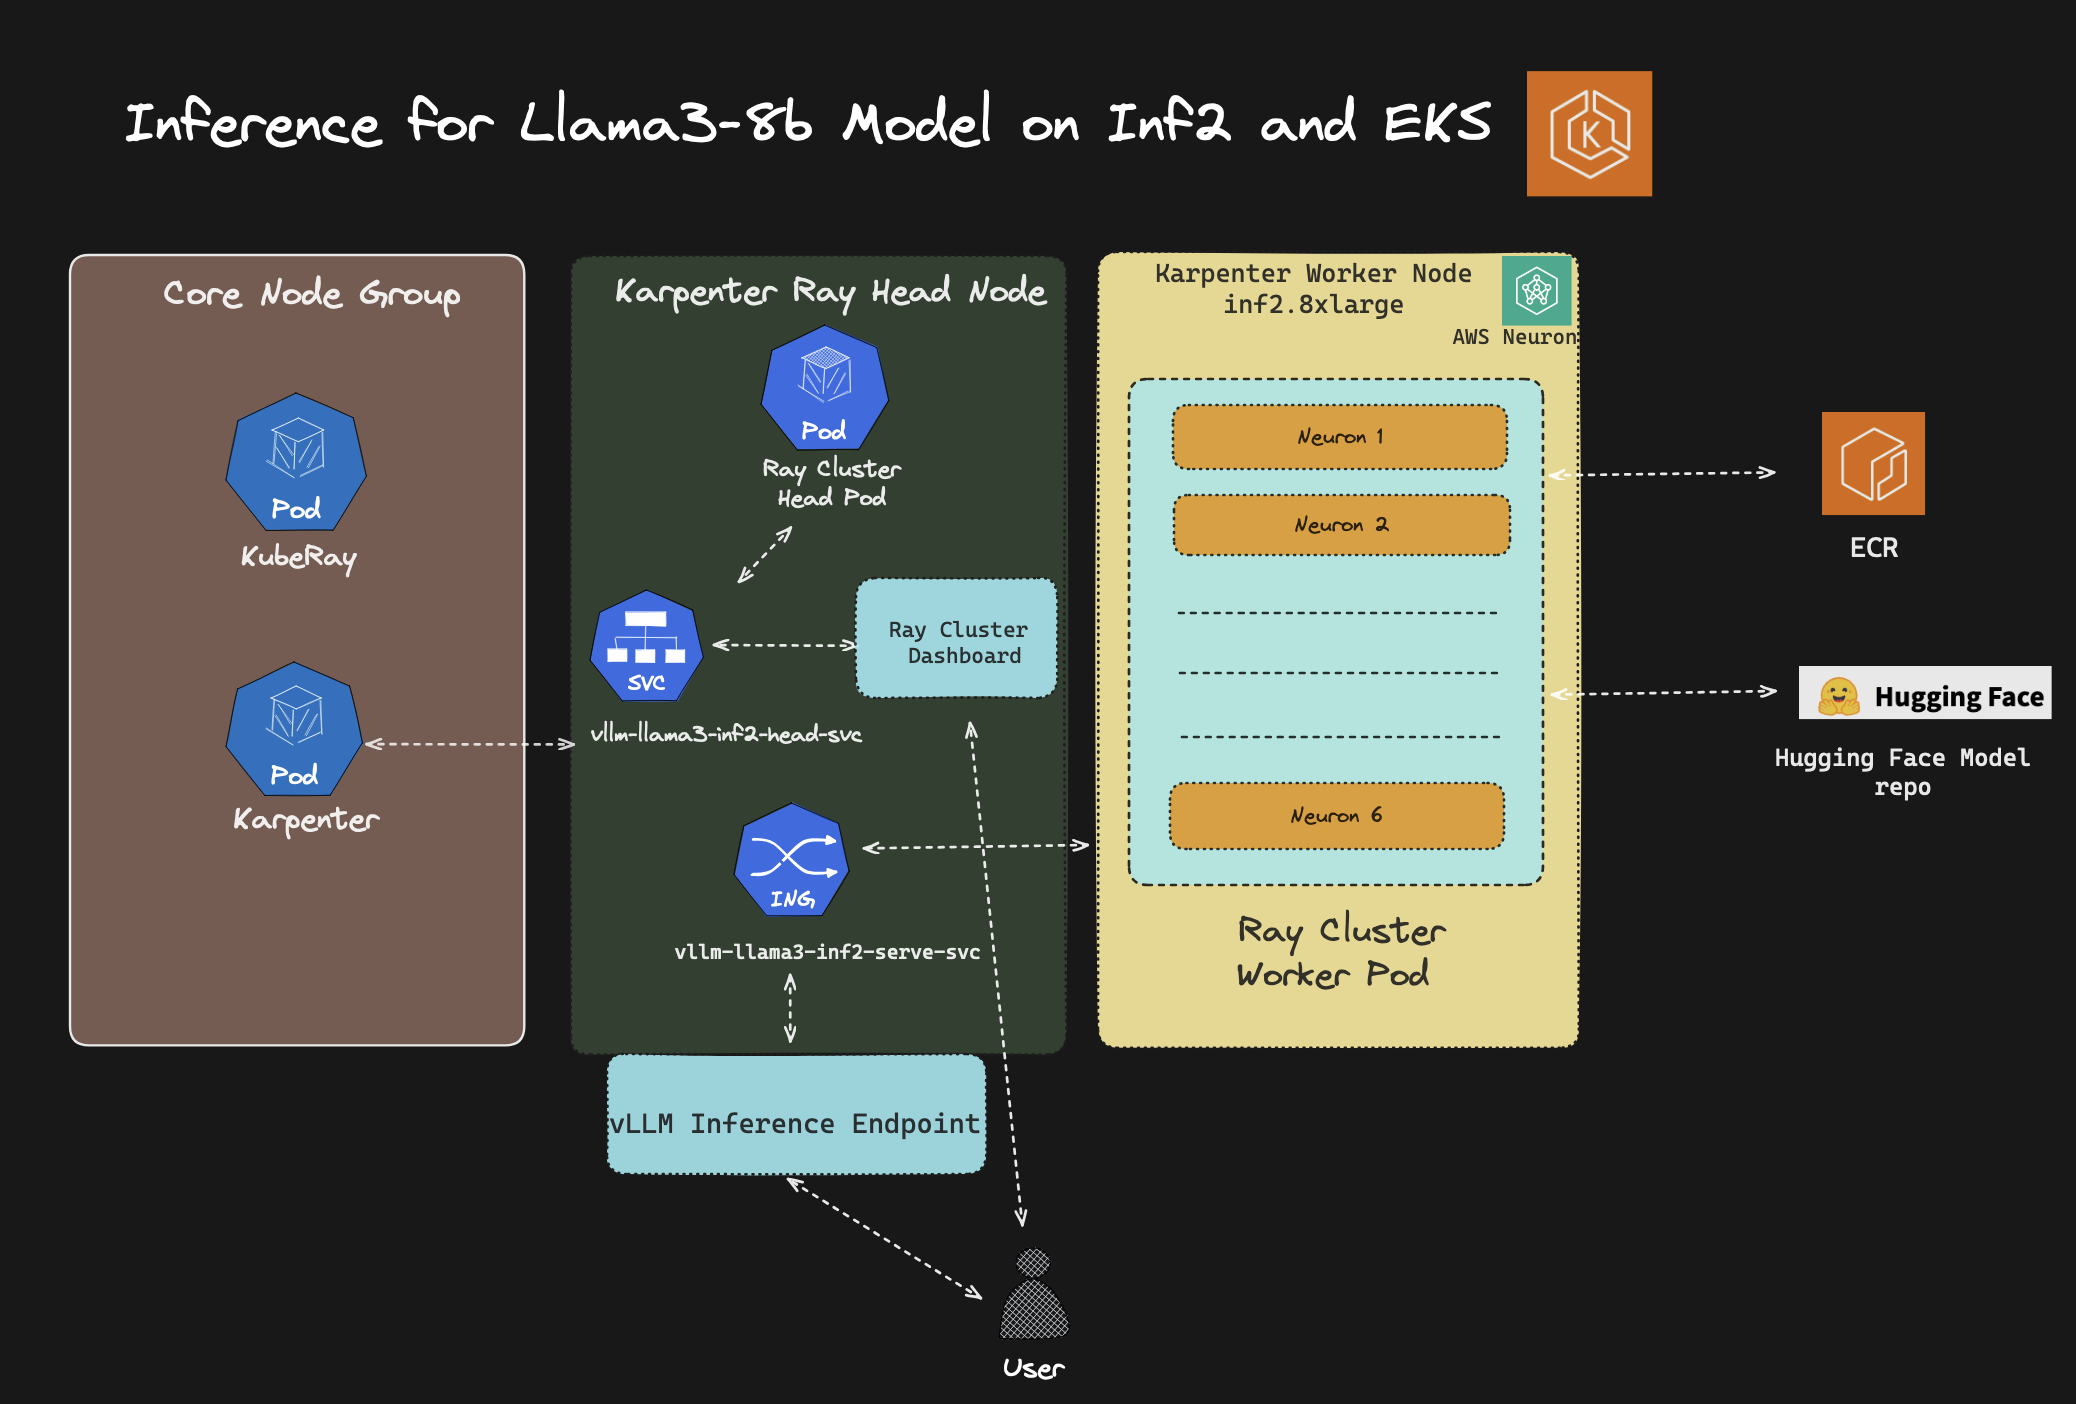 Inference for Llama3-8b Model on Inf2 and EKS
K
Core Node Group
Pod
KubeRay
Pod
Karpenter
Karpenter Ray Head Node
Pod
Ray Cluster
Head Pod
SVC
vllm-llama3-inf2-head-svc
Ray Cluster
Dashboard
ING
vllm-llama3-inf2-serve-svc
vLLM Inference Endpoint
User
Karpenter Worker Node
inf2.8xlarge
AWS Neuron
Neuron 1
Neuron 2
Neuron 6
Ray Cluster
Worker Pod
ECR
Hugging Face
Hugging Face Model
repo